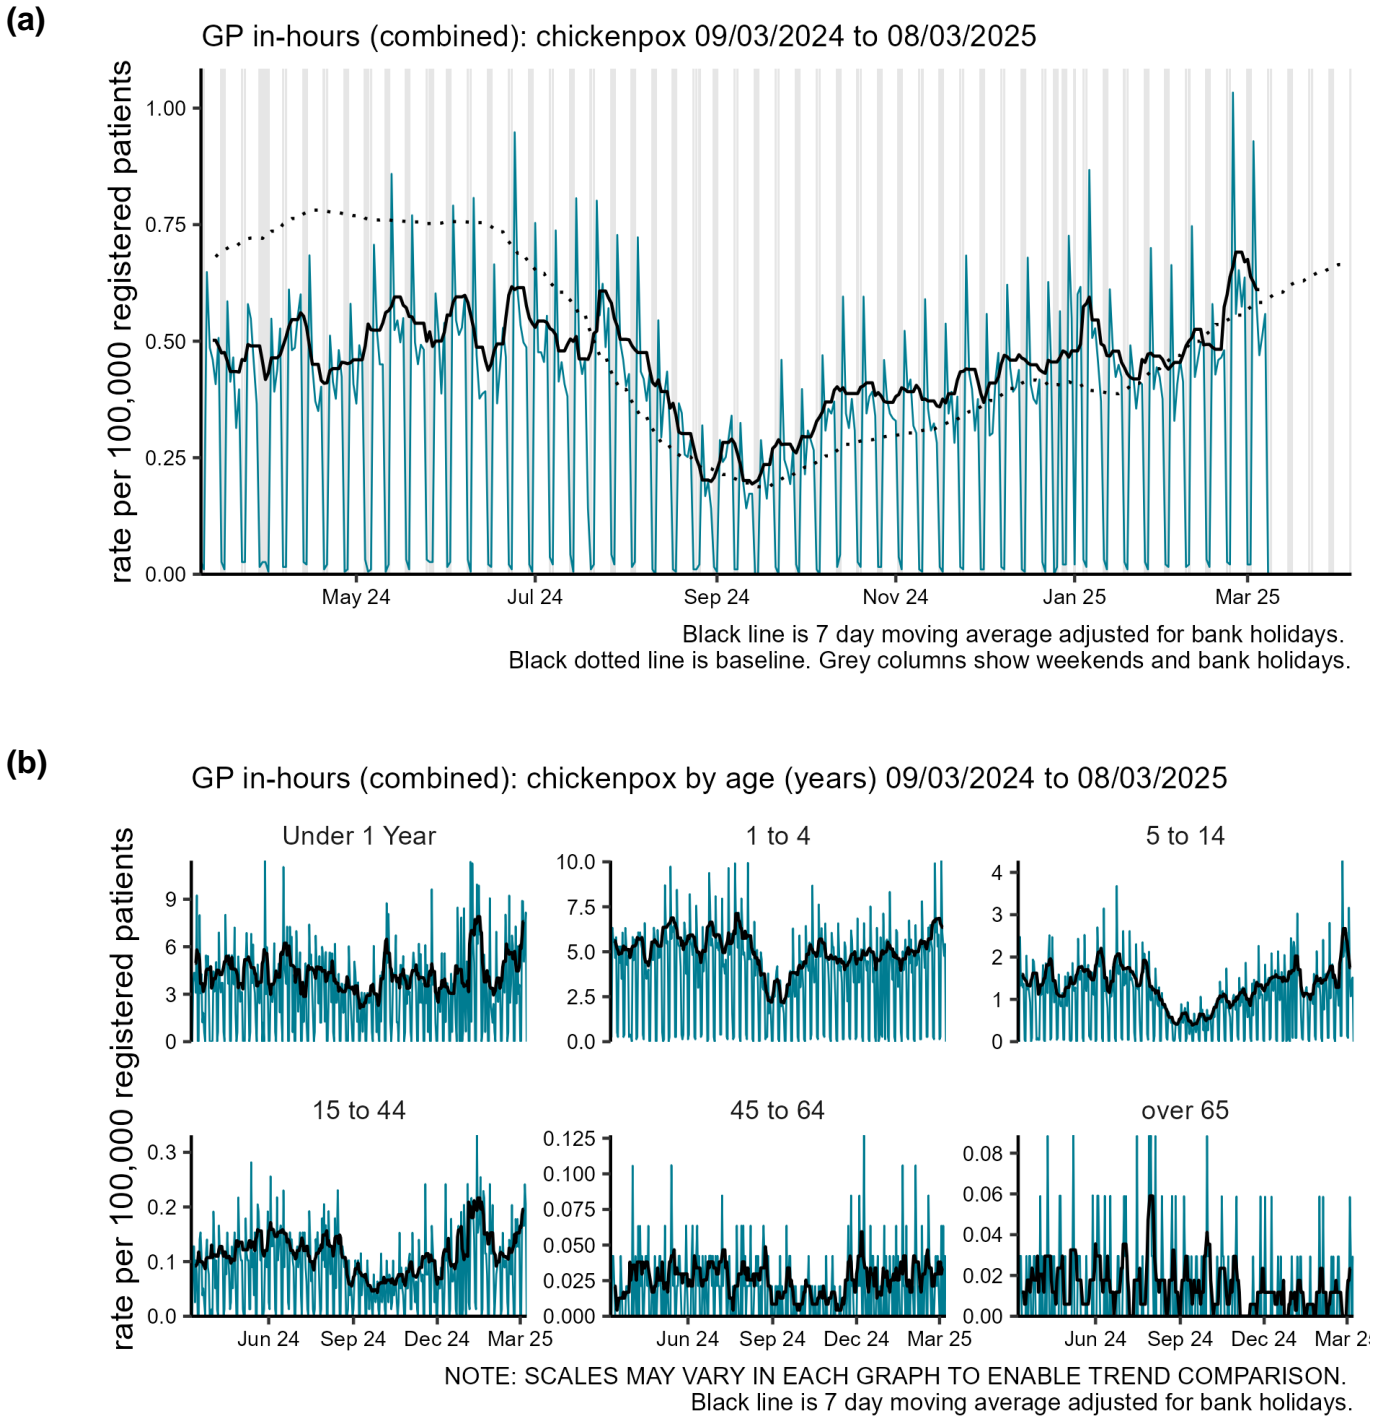 (a)
GP in-hours (combined): chickenpox 09/03/2024 to 08/03/2025
rate per 100,000 registered patients
1.00
0.75
0.50
0.25
0.00
May 24 Jul 24 Sep 24 Nov 24 Jan 25 Mar 25
Black line is 7 day moving average adjusted for bank holidays.
Black dotted line is baseline. Grey columns show weekends and bank holidays.
(b)
GP in-hours (combined): chickenpox by age (years) 09/03/2024 to 08/03/2025
rate per 100,000 registered patients
Under 1 Year
9
6
3
0
1 to 4
10.0
7.5
5.0
2.5
0.0
5 to 14
4
3
2
1
0
15 to 44
0.3
0.2
0.1
0.0
Jun 24 Sep 24 Dec 24 Mar 25
45 to 64
0.125
0.100
0.075
0.050
0.025
0.000
Jun 24 Sep 24 Dec 24 Mar 25
over 65
0.08
0.06
0.04
0.02
0.00
Jun 24 Sep 24 Dec 24 Mar 2
NOTE: SCALES MAY VARY IN EACH GRAPH TO ENABLE TREND COMPARISON.
Black line is 7 day moving average adjusted for bank holidays.